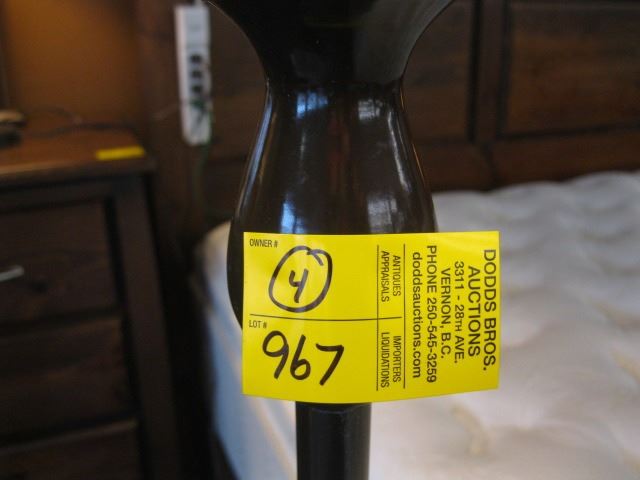 OWNER #
4
LOT #
967
ANTIQUES
APPRAISALS
IMPORTERS
LIQUIDATIONS
DODDS BROS.
AUCTIONS
3311 - 28TH AVE.
VERNON, B.C.
PHONE 250-545-3259
doddsauctions.com